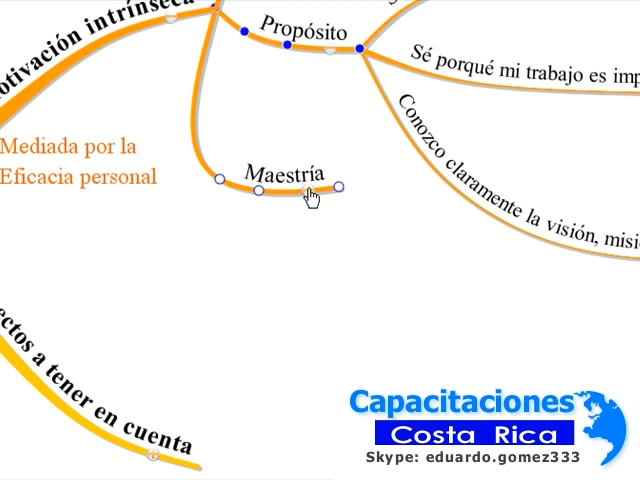 Motivación intrínseca
Propósito
Sé porqué mi trabajo es imp
Conozco claramente la visión, misi
Mediada por la
Eficacia personal
Maestría
ectos a tener en cuenta
Capacitaciones
Costa Rica
Skype: eduardo.gomez333